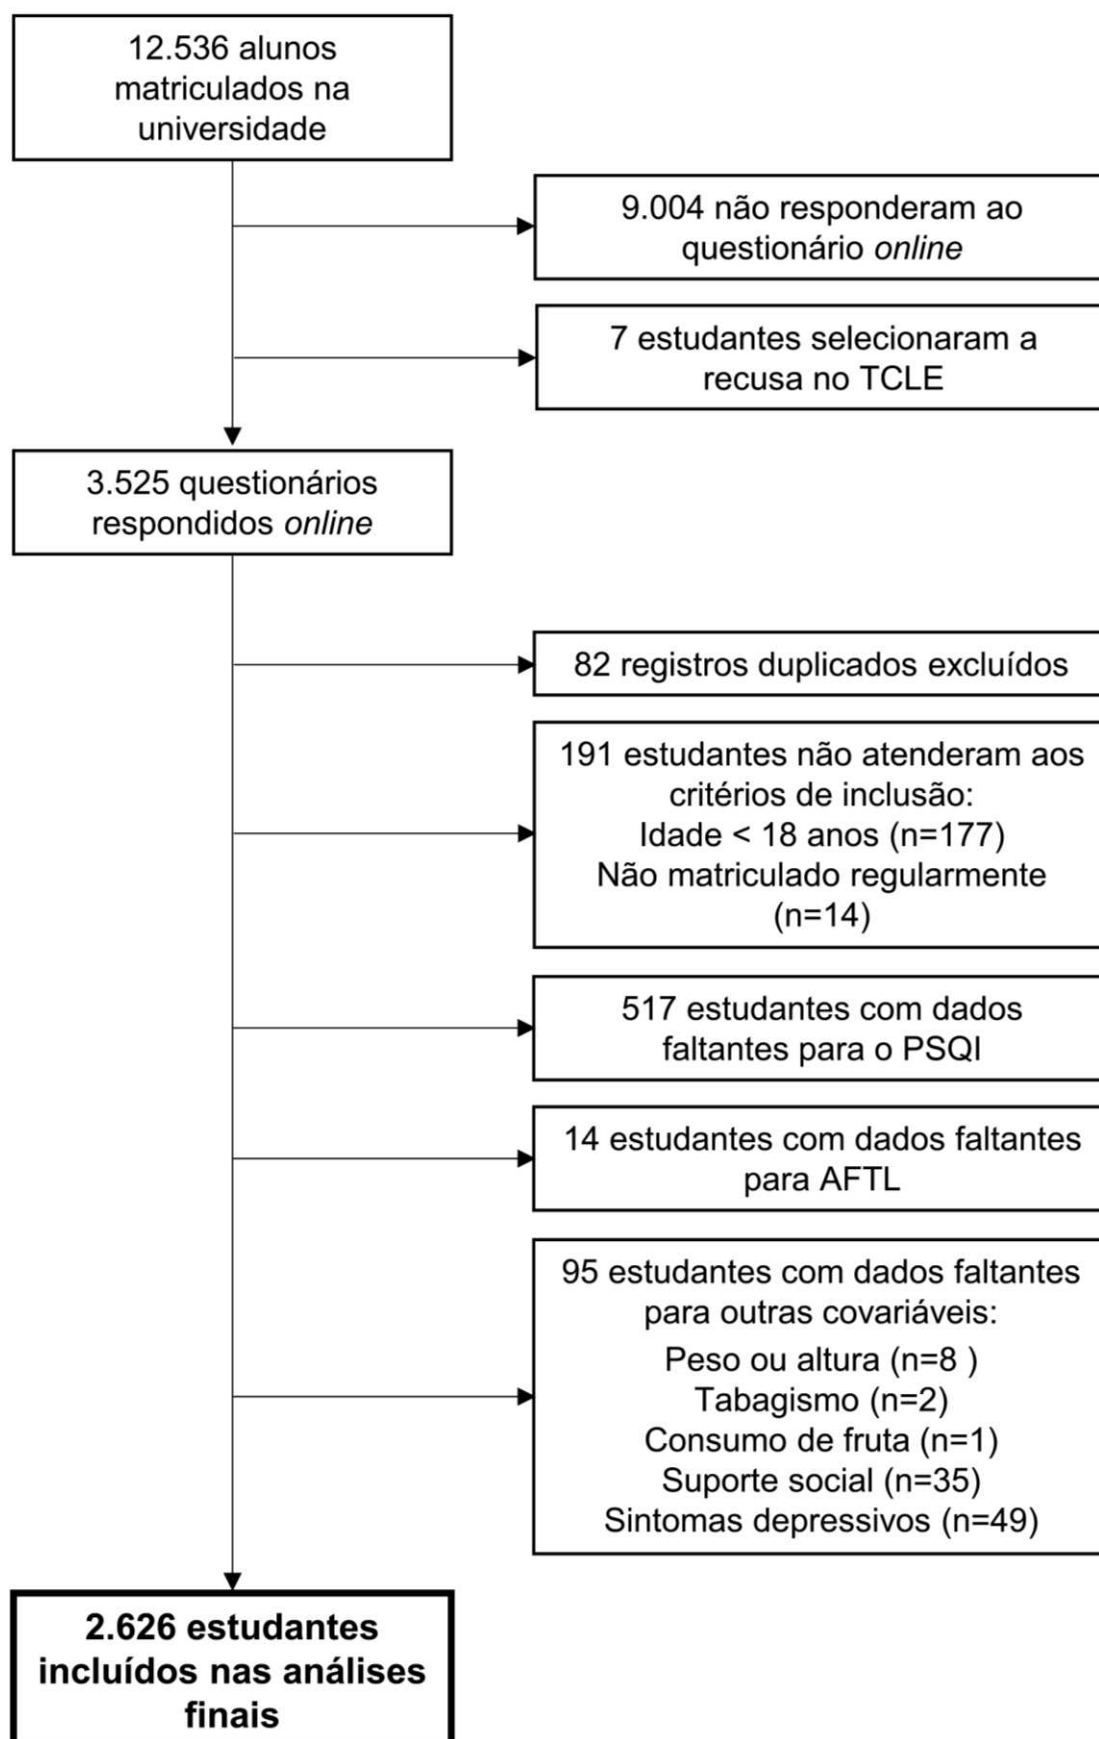 12.536 alunos
matriculados na
universidade
9.004 não responderam ao
questionário online
7 estudantes selecionaram a
recusa no TCLE
3.525 questionários
respondidos online
82 registros duplicados excluídos
191 estudantes não atenderam aos
critérios de inclusão:
Idade < 18 anos (n=177)
Não matriculado regularmente
(n=14)
517 estudantes com dados
faltantes para o PSQI
14 estudantes com dados faltantes
para AFTL
95 estudantes com dados faltantes
para outras covariáveis:
Peso ou altura (n=8 )
Tabagismo (n=2)
Consumo de fruta (n=1)
Suporte social (n=35)
Sintomas depressivos (n=49)
2.626 estudantes
incluídos nas análises
finais